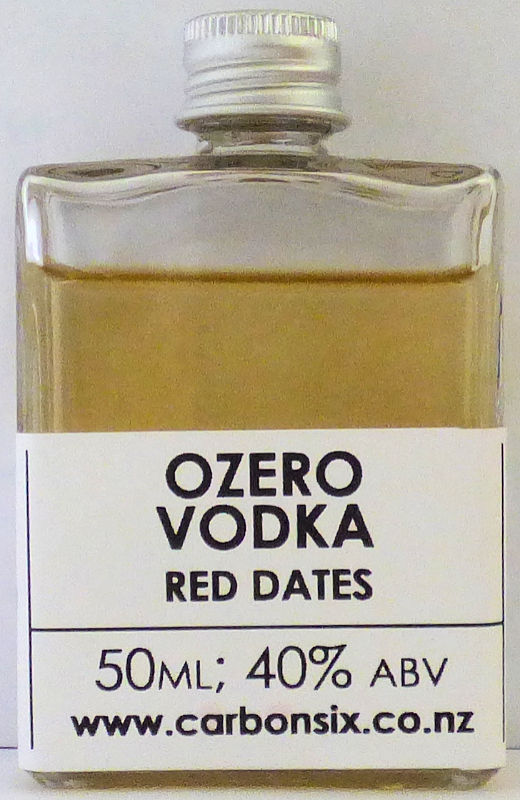 OZERO
VODKA
RED DATES
50ML; 40% ABV
www.carbonsix.co.nz